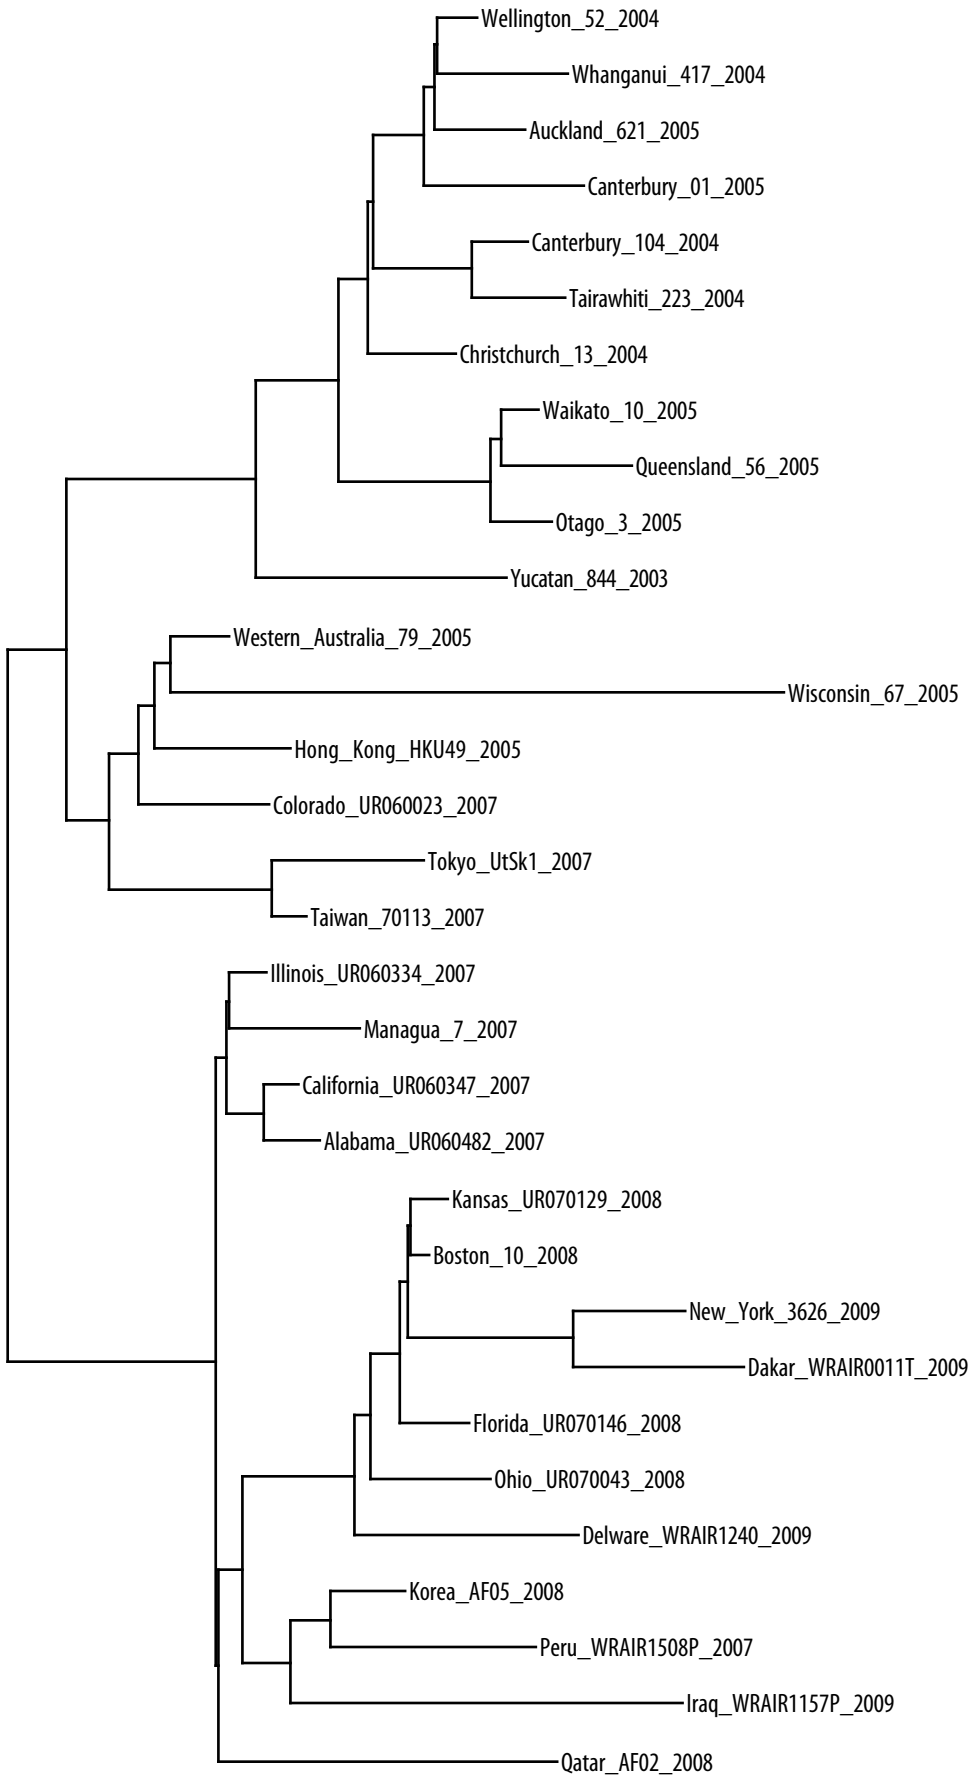 Wellington_52_2004
Whanganui_417_2004
Auckland_621_2005
Canterbury_01_2005
Canterbury_104_2004
Tairawhiti_223_2004
Christchurch_13_2004
Waikato_10_2005
Queensland_56_2005
Otago_3_2005
Yucatan_844_2003
Western_Australia_79_2005
Wisconsin_67_2005
Hong_Kong_HKU49_2005
Colorado_UR060023_2007
Tokyo_UtSk1_2007
Taiwan_70113_2007
Illinois_UR060334_2007
Managua_7_2007
California_UR060347_2007
Alabama_UR060482_2007
Kansas_UR070129_2008
Boston_10_2008
New_York_3626_2009
Dakar_WRAIR0011T_2009
Florida_UR070146_2008
Ohio_UR070043_2008
Delware_WRAIR1240_2009
Korea_AF05_2008
Peru_WRAIR1508P_2007
Iraq_WRAIR1157P_2009
Qatar_AF02_2008